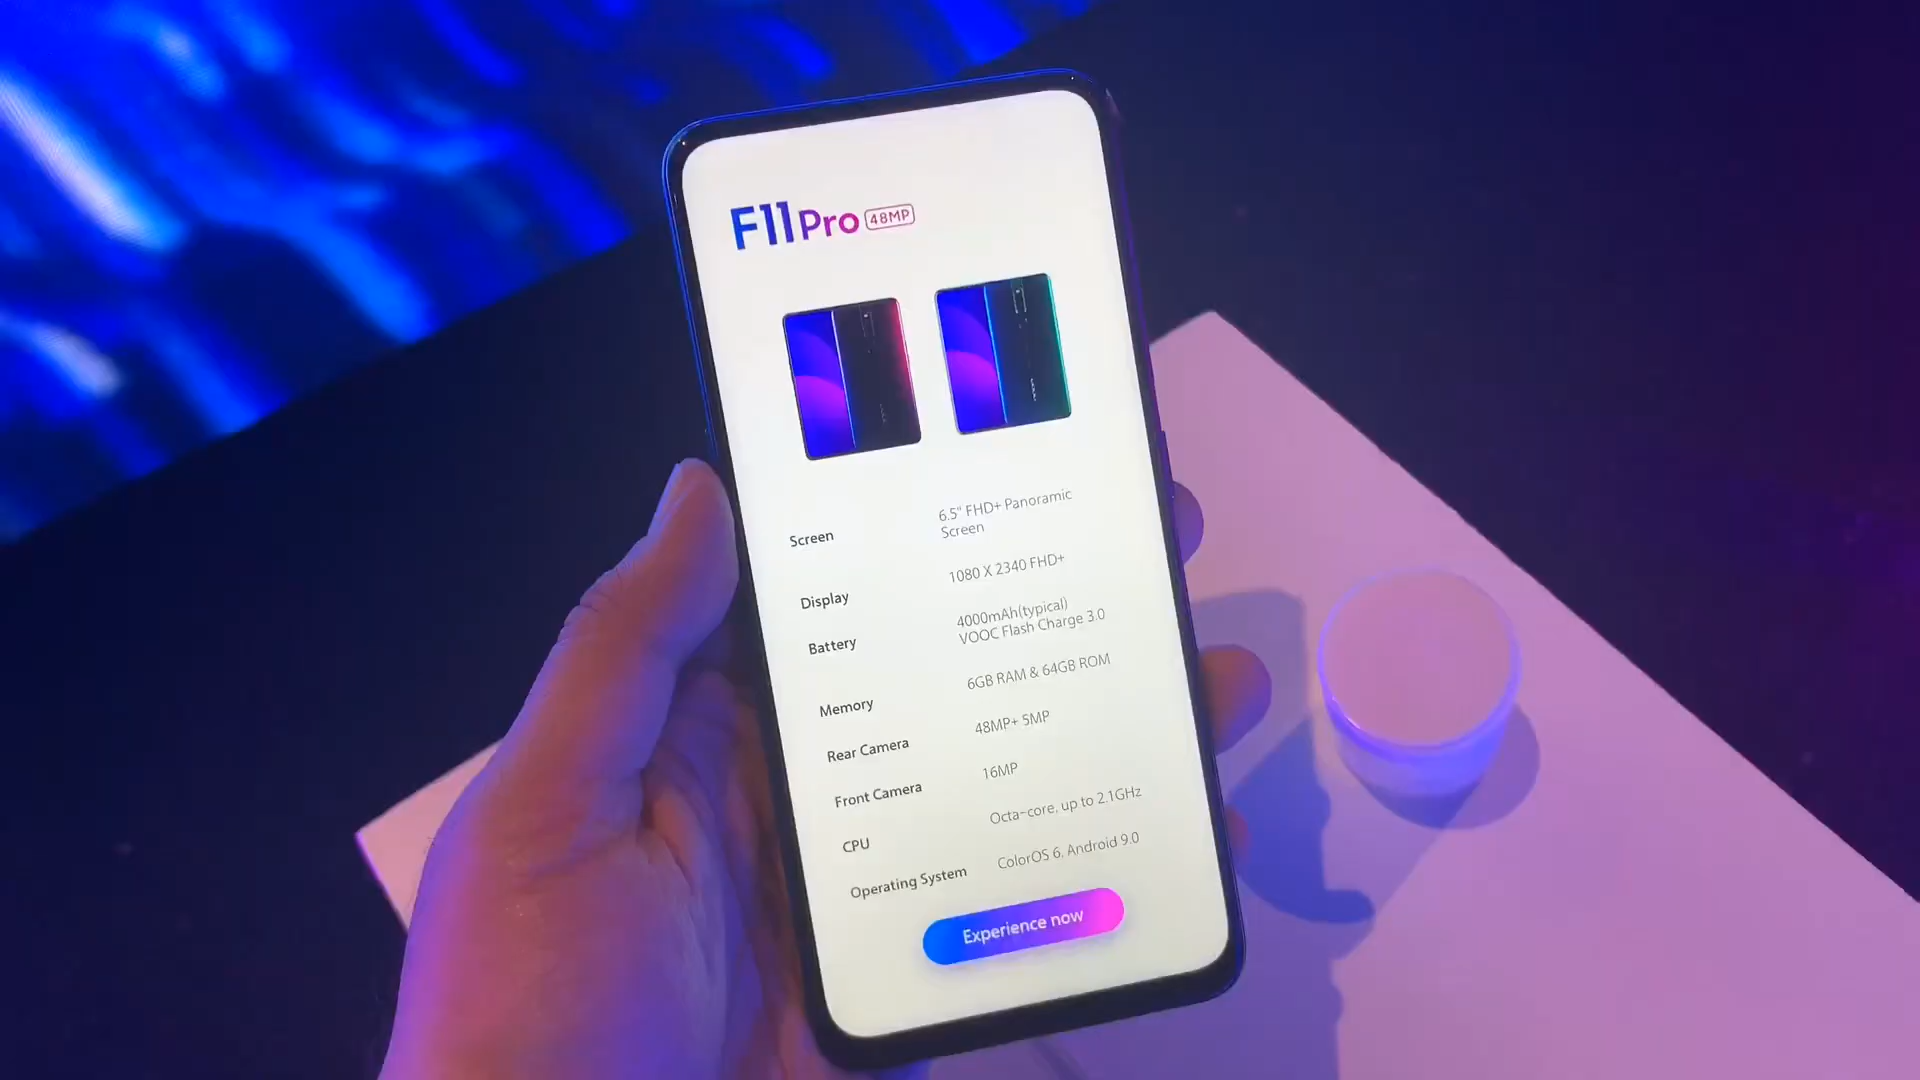 F11 Pro 48MP
Screen
6.5" FHD+ Panoramic
Screen
Display
1080 X 2340 FHD+
Battery
4000mAh(typical)
VOOC Flash Charge 3.0
Memory
6GB RAM & 64GB ROM
Rear Camera
48MP+ 5MP
Front Camera
16MP
CPU
Octa-core, up to 2.1GHz
Operating System
ColorOS 6, Android 9.0
Experience now